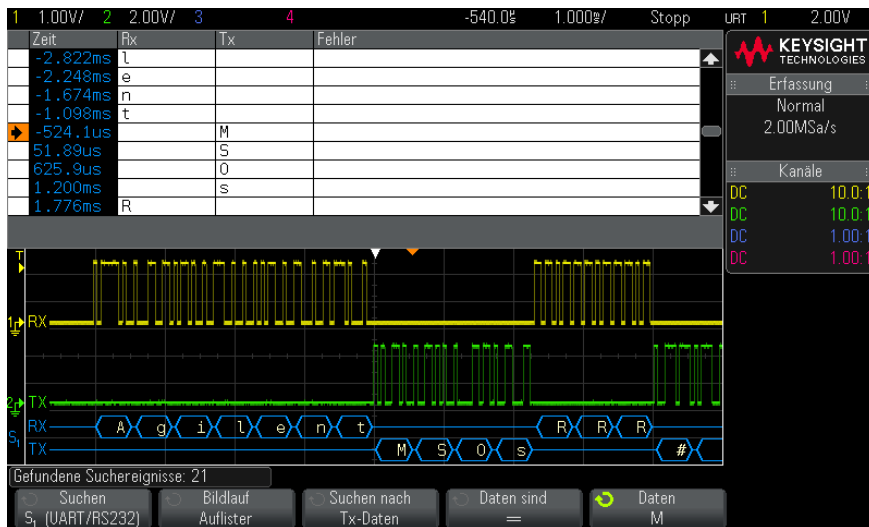 1 1.00V/ 2 2.00V/ 3 4 -540.0µs 1.000ms/ Stopp URT 1 2.00V
Zeit Rx Tx Fehler
-2.822ms l
-2.248ms e
-1.674ms n
-1.098ms t
-524.1us M
51.89us S
625.9us O
1.200ms s
1.776ms R
KEYSIGHT
TECHNOLOGIES
Erfassung
Normal
2.00MSa/s
Kanäle
DC 10.0:1
DC 10.0:1
DC 1.00:1
DC 1.00:1
T
1 RX
2 TX
S1 RX A g i l e n t R R R
TX M S O s #
Gefundene Suchereignisse: 21
Suchen Bildlauf Suchen nach Daten sind Daten
S1 (UART/RS232) Auflister Tx-Daten = M